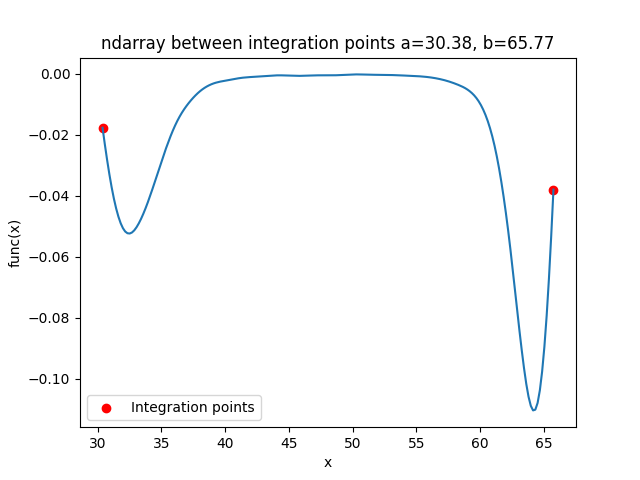 ndarray between integration points a=30.38, b=65.77
0.00
−0.02
−0.04
−0.06
−0.08
−0.10
func(x)
Integration points
30 35 40 45 50 55 60 65
x